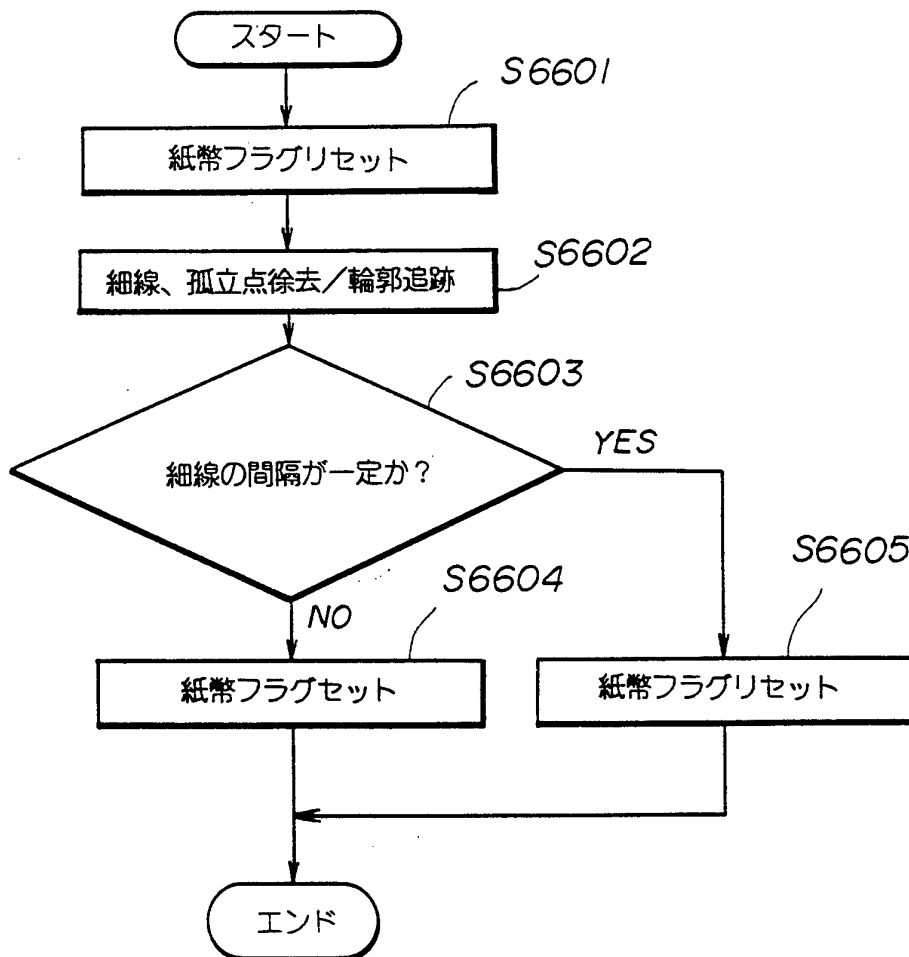 スタート
S6601
紙幣フラグリセット
S6602
細線、孤立点徐去／輪郭追跡
S6603
細線の間隔が一定か？
YES
NO
S6604
S6605
紙幣フラグセット
紙幣フラグリセット
エンド